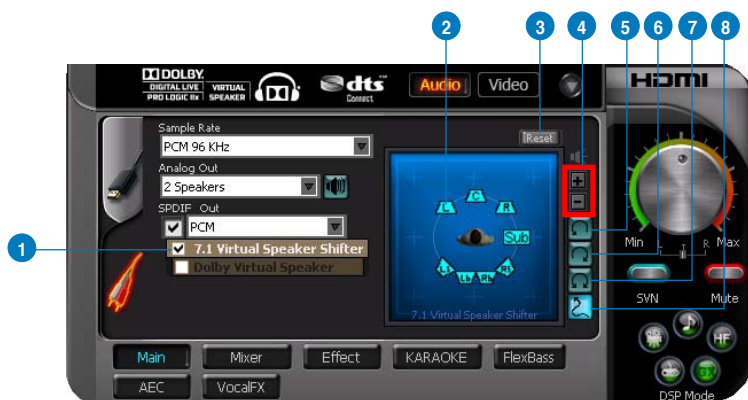 2 3 4 5 6 7 8
DOLBY
DIGITAL LIVE
PRO LOGIC IIx
VIRTUAL
SPEAKER
dts
Connect
Audio
Video
HDMI
Sample Rate
PCM 96 KHz
Analog Out
2 Speakers
SPDIF Out
PCM
1
7.1 Virtual Speaker Shifter
Dolby Virtual Speaker
Reset
L C R
Sub
Lb Rb
7.1 Virtual Speaker Shifter
+
-
Min
L T R
Max
SVN
Mute
HF
DSP Mode
Main
Mixer
Effect
KARAOKE
FlexBass
AEC
VocalFX